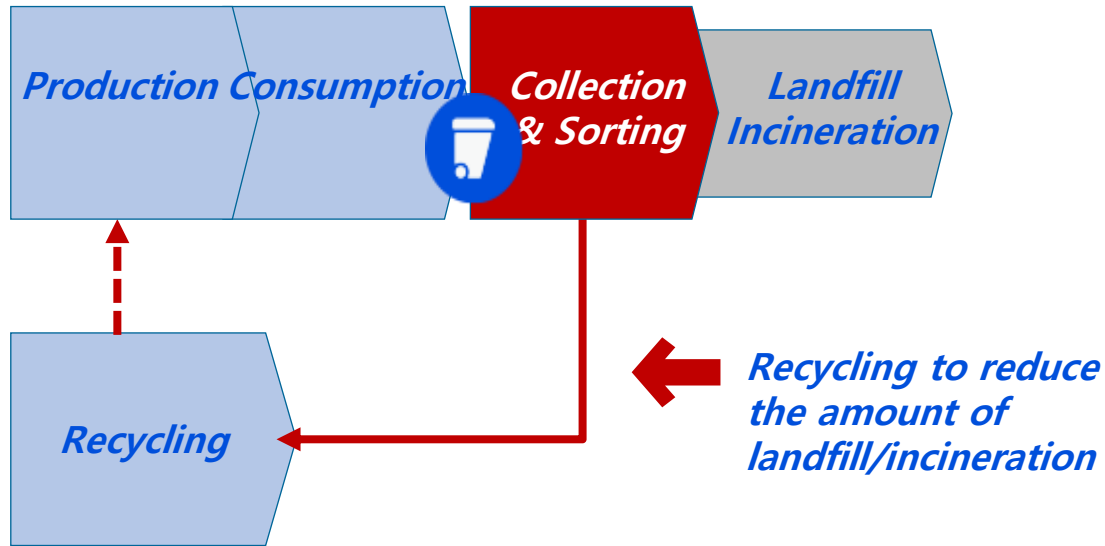 Production
Consumption
Collection
& Sorting
Landfill
Incineration
Recycling to reduce
the amount of
landfill/incineration
Recycling